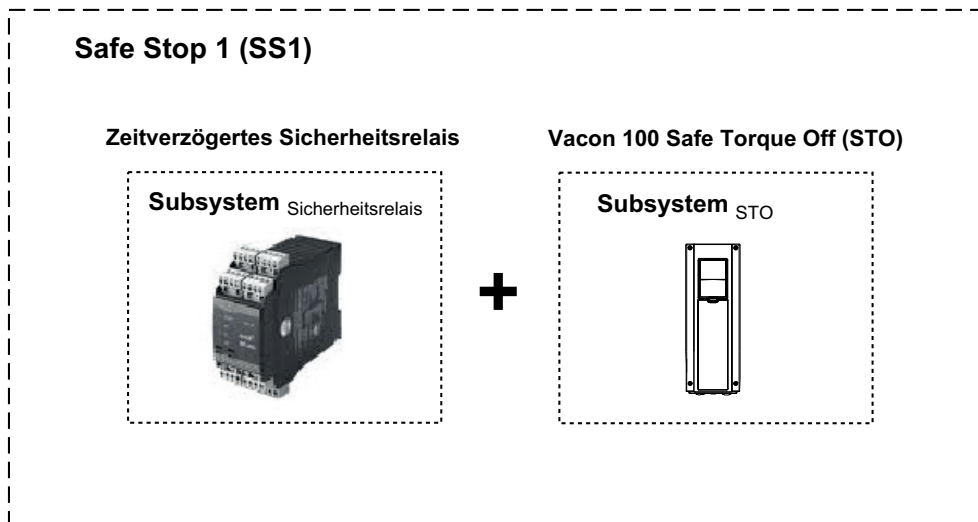 Safe Stop 1 (SS1)
Zeitverzögertes Sicherheitsrelais
Vacon 100 Safe Torque Off (STO)
Subsystem Sicherheitsrelais
Subsystem STO
+